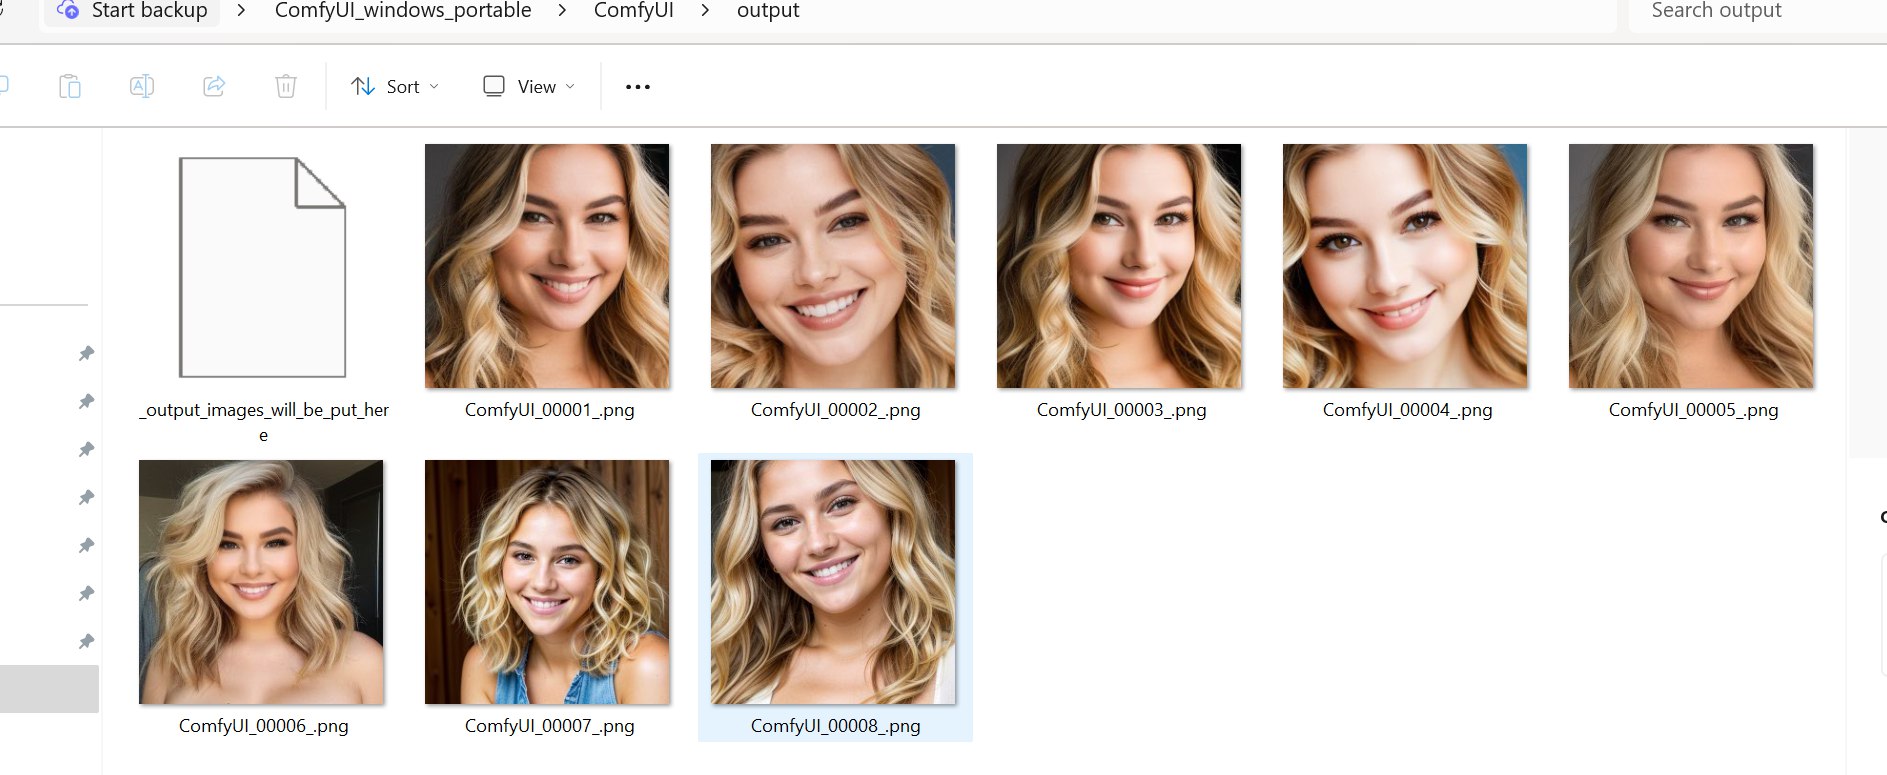 Start backup > ComfyUI_windows_portable > ComfyUI > output
Search output
Sort
View
_output_images_will_be_put_her
e
ComfyUI_00001_.png
ComfyUI_00002_.png
ComfyUI_00003_.png
ComfyUI_00004_.png
ComfyUI_00005_.png
ComfyUI_00006_.png
ComfyUI_00007_.png
ComfyUI_00008_.png